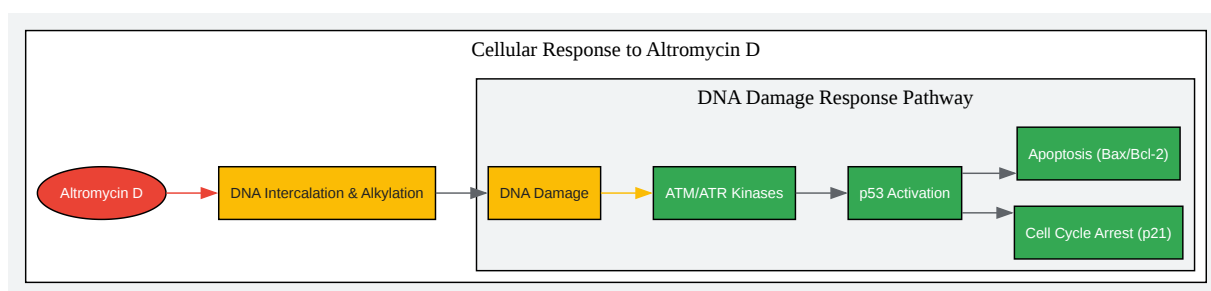 Cellular Response to Altromycin D
DNA Damage Response Pathway
Altromycin D
DNA Intercalation & Alkylation
DNA Damage
ATM/ATR Kinases
p53 Activation
Apoptosis (Bax/Bcl-2)
Cell Cycle Arrest (p21)